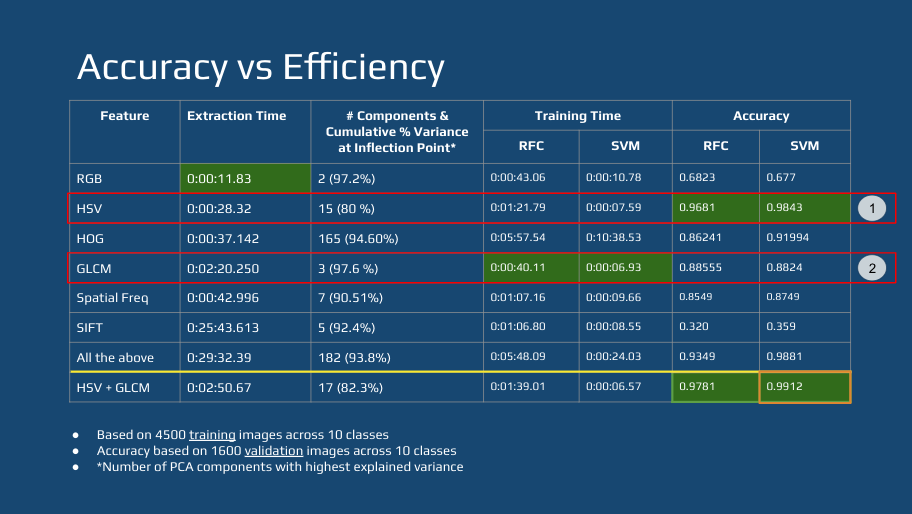 Accuracy vs Efficiency
Feature Extraction Time # Components & Cumulative % Variance at Inflection Point* Training Time Accuracy
RFC SVM RFC SVM
RGB 0:00:11.83 2 (97.2%) 0:00:43.06 0:00:10.78 0.6823 0.677
HSV 0:00:28.32 15 (80 %) 0:01:21.79 0:00:07.59 0.9681 0.9843 1
HOG 0:00:37.142 165 (94.60%) 0:05:57.54 0:10:38.53 0.86241 0.91994
GLCM 0:02:20.250 3 (97.6 %) 0:00:40.11 0:00:06.93 0.88555 0.8824 2
Spatial Freq 0:00:42.996 7 (90.51%) 0:01:07.16 0:00:09.66 0.8549 0.8749
SIFT 0:25:43.613 5 (92.4%) 0:01:06.80 0:00:08.55 0.320 0.359
All the above 0:29:32.39 182 (93.8%) 0:05:48.09 0:00:24.03 0.9349 0.9881
HSV + GLCM 0:02:50.67 17 (82.3%) 0:01:39.01 0:00:06.57 0.9781 0.9912
● Based on 4500 training images across 10 classes
● Accuracy based on 1600 validation images across 10 classes
● *Number of PCA components with highest explained variance